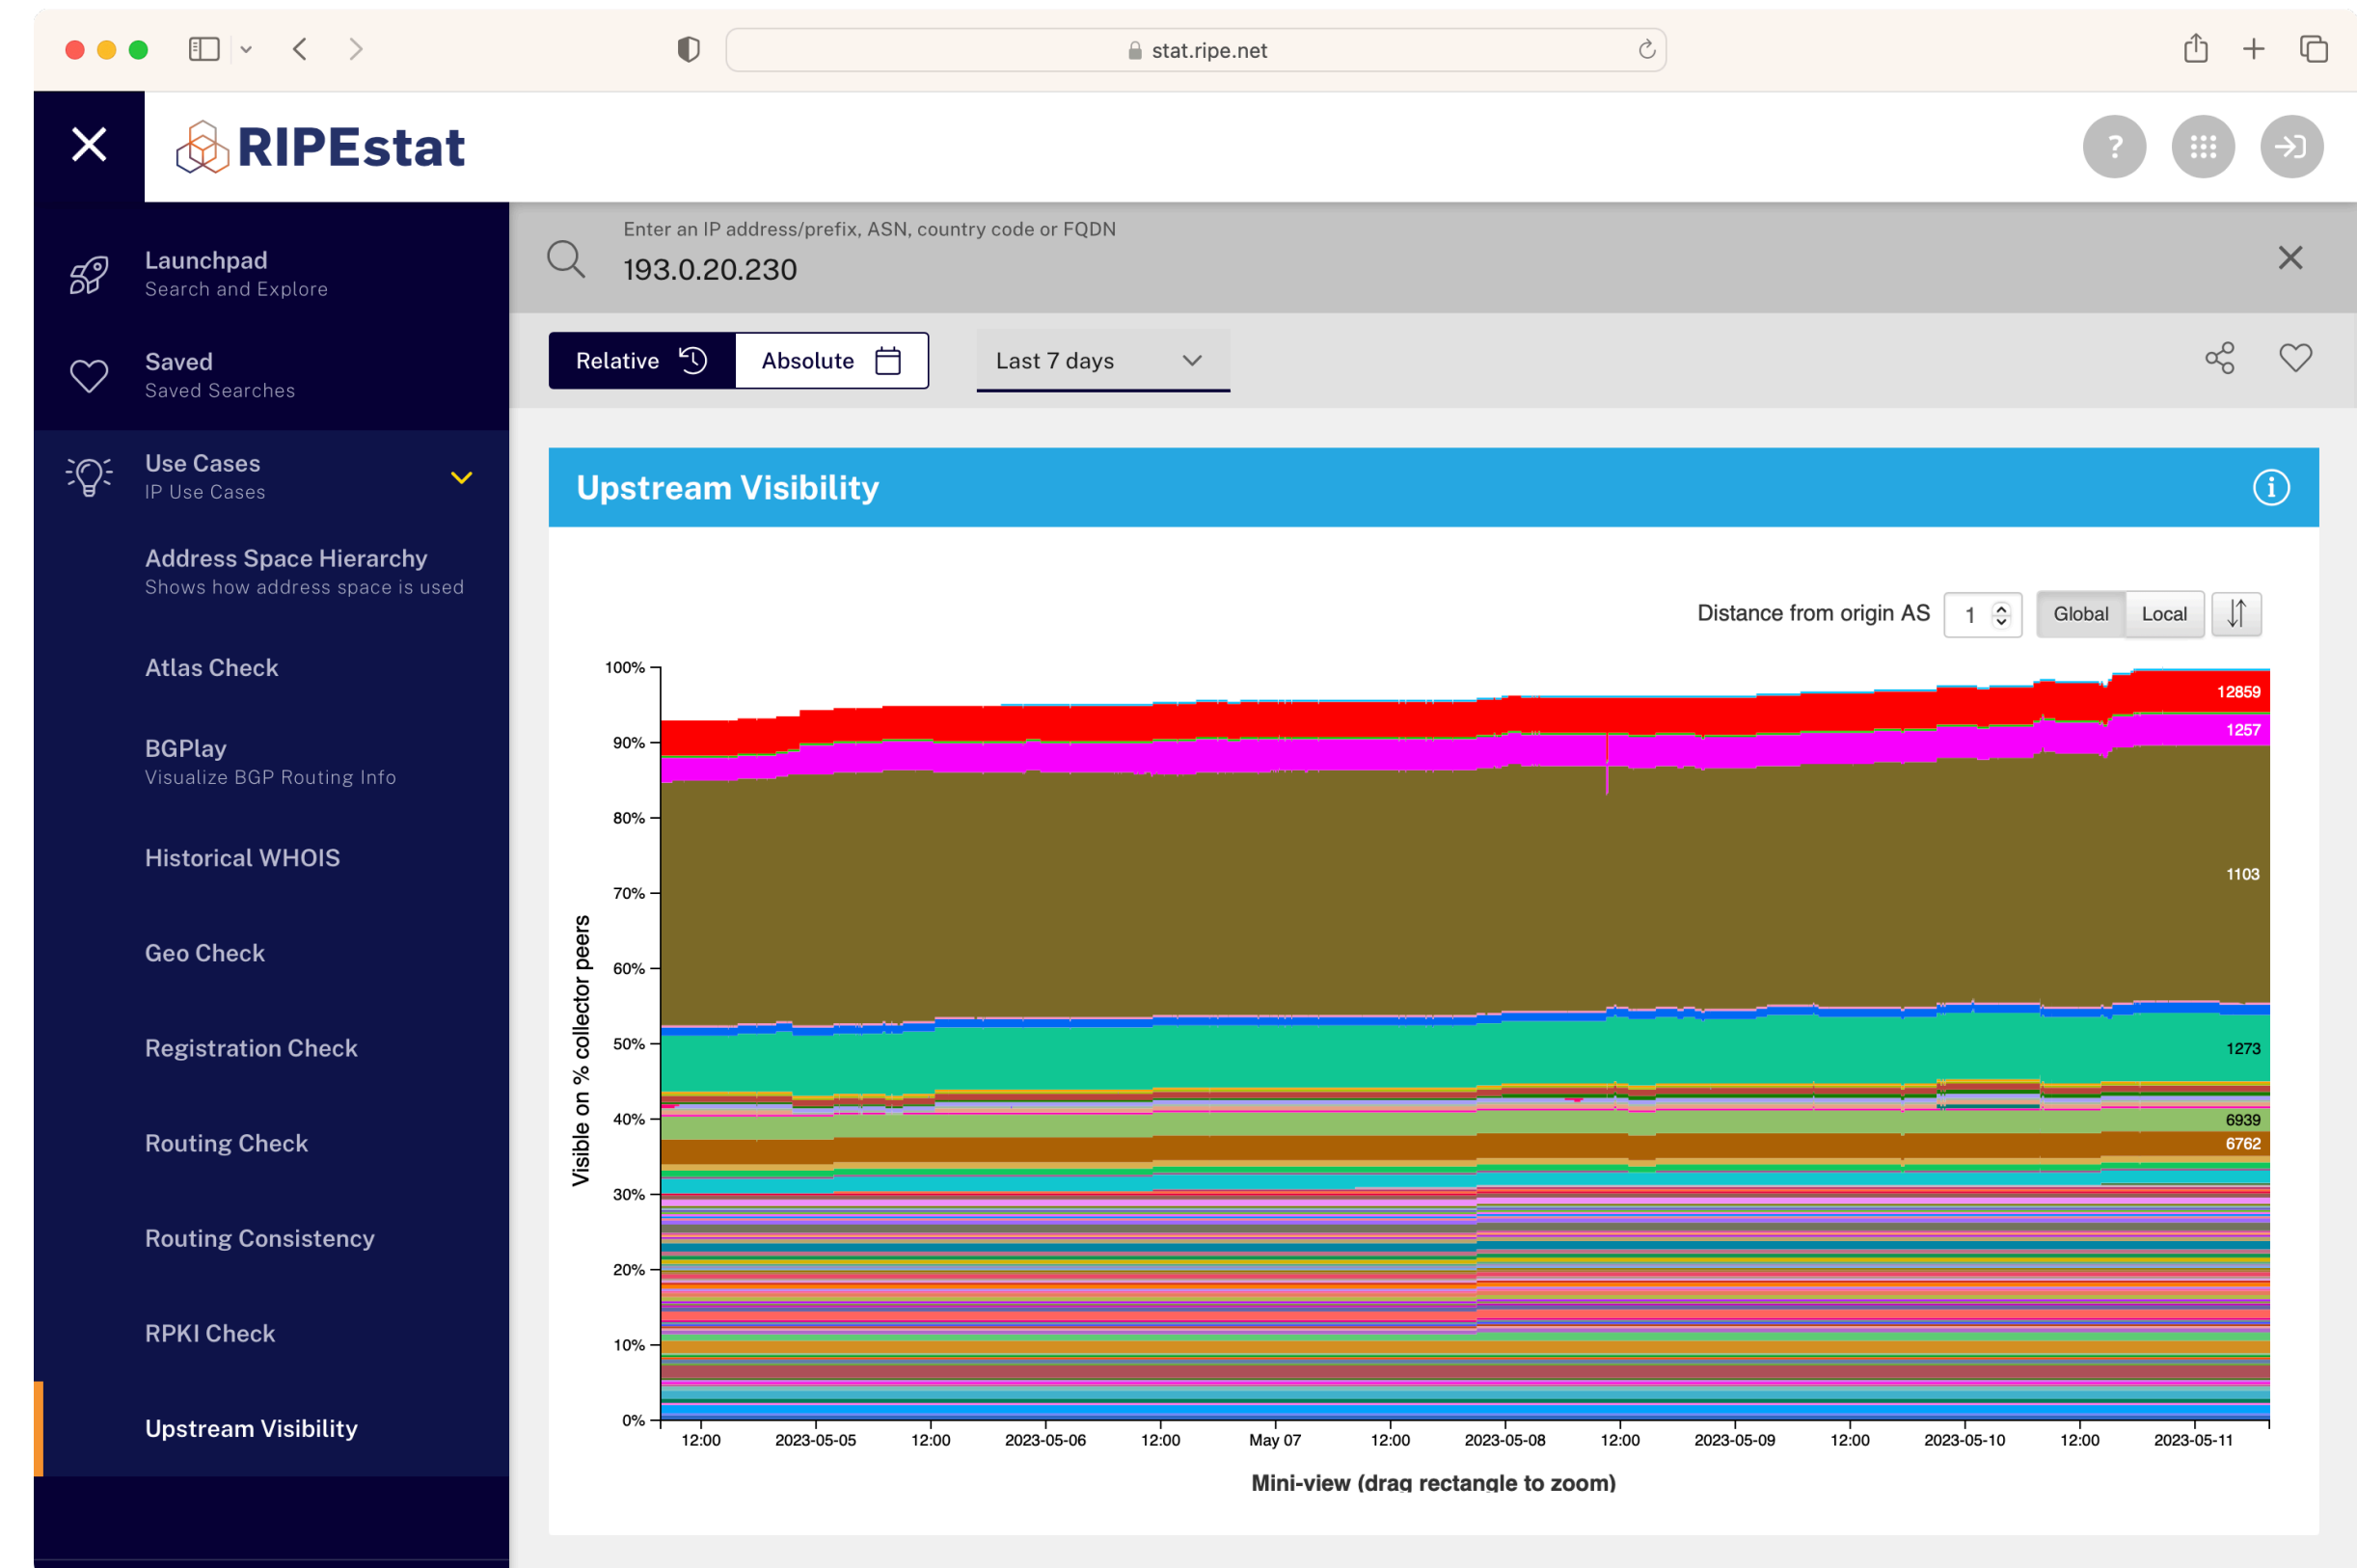 stat.ripe.net
RIPEstat
?
Launchpad
Search and Explore
Saved
Saved Searches
Use Cases
IP Use Cases
Address Space Hierarchy
Shows how address space is used
Atlas Check
BGPlay
Visualize BGP Routing Info
Historical WHOIS
Geo Check
Registration Check
Routing Check
Routing Consistency
RPKI Check
Upstream Visibility
Enter an IP address/prefix, ASN, country code or FQDN
193.0.20.230
Relative
Absolute
Last 7 days
Upstream Visibility
i
Distance from origin AS 1 Global Local
Visible on % collector peers
100%
90%
80%
70%
60%
50%
40%
30%
20%
10%
0%
12859
1257
1103
1273
6939
6762
12:00 2023-05-05 12:00 2023-05-06 12:00 May 07 12:00 2023-05-08 12:00 2023-05-09 12:00 2023-05-10 12:00 2023-05-11
Mini-view (drag rectangle to zoom)